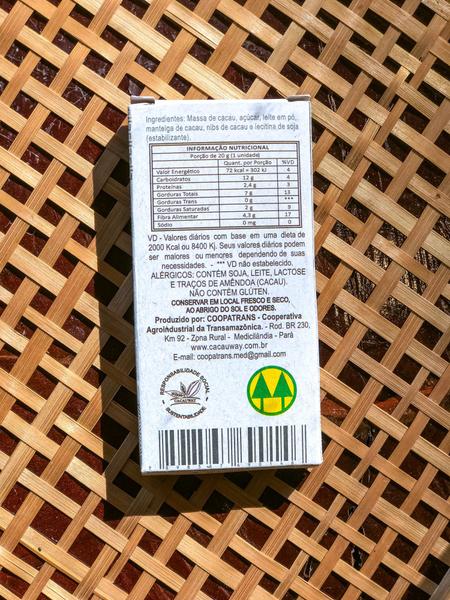 Ingredientes: Massa de cacau, açúcar, leite em pó,
manteiga de cacau, nibs de cacau e lecitina de soja
(estabilizante).
INFORMAÇÃO NUTRICIONAL
Porção de 20 g (1 unidade)
Quant. por Porção %VD
Valor Energético 72 kcal = 302 kJ 4
Carboidratos 12 g 4
Proteínas 2,4 g 3
Gorduras Totais 7 g 13
Gorduras Trans 0 g ***
Gorduras Saturadas 2 g 9
Fibra Alimentar 4,3 g 17
Sódio 0 mg 0
VD - Valores diários com base em uma dieta de
2000 Kcal ou 8400 Kj. Seus valores diários podem
ser maiores ou menores dependendo de suas
necessidades. - *** VD não estabelecido.
ALÉRGICOS: CONTÉM SOJA, LEITE, LACTOSE
E TRAÇOS DE AMÊNDOA (CACAU).
NÃO CONTÉM GLÚTEN.
CONSERVAR EM LOCAL FRESCO E SECO,
AO ABRIGO DO SOL E ODORES.
Produzido por: COOPATRANS - Cooperativa
Agroindustrial da Transamazônica. - Rod. BR 230,
Km 92 - Zona Rural - Medicilândia - Pará
www.cacauway.com.br
E-mail: coopatrans.med@gmail.com
RESPONSABILIDADE SOCIAL
CACAUWAY
SUSTENTABILIDADE